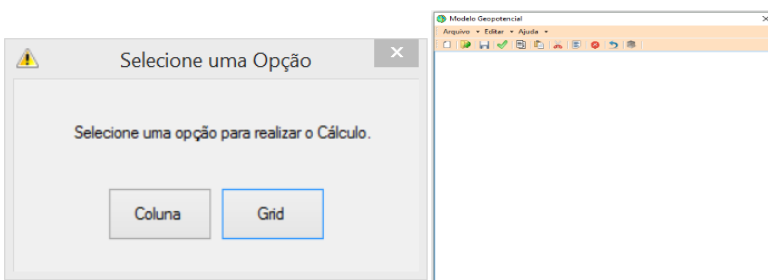 Selecione uma Opção
Selecione uma opção para realizar o Cálculo.
Coluna
Grid
Modelo Geopotencial
Arquivo Editar Ajuda